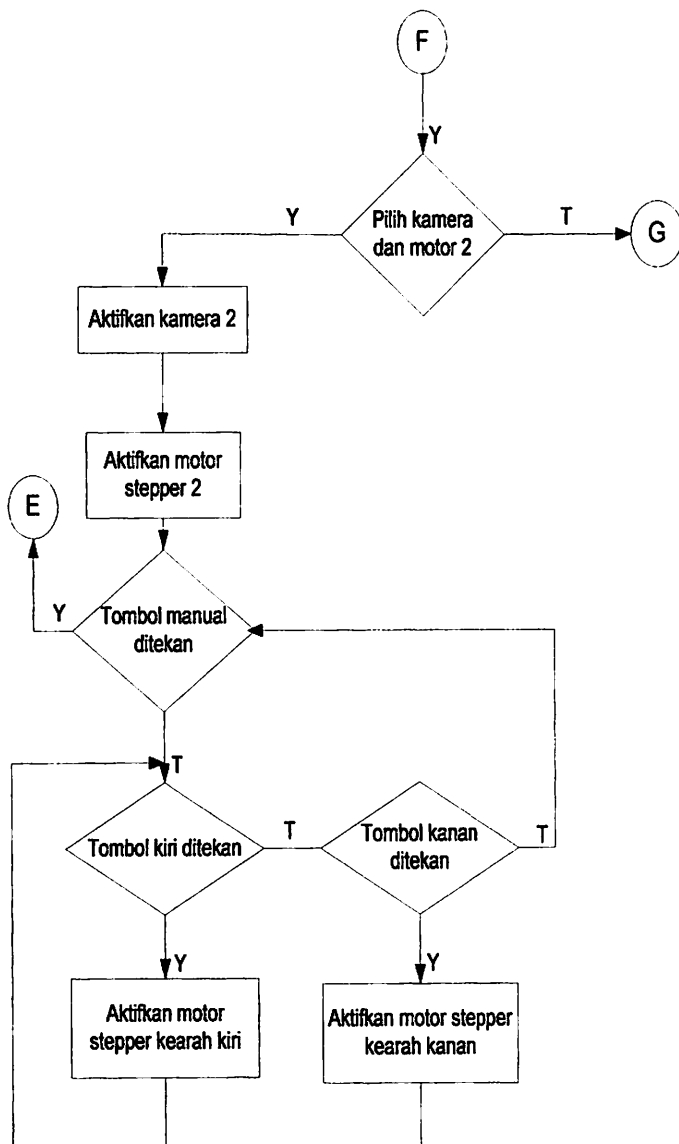 F
Y
Pilih kamera
dan motor 2
Y
T
G
Aktifkan kamera 2
Aktifkan motor
stepper 2
E
Y
Tombol manual
ditekan
T
Tombol kiri ditekan
T
Tombol kanan
ditekan
T
Y
Y
Aktifkan motor
stepper kearah kiri
Aktifkan motor stepper
kearah kanan